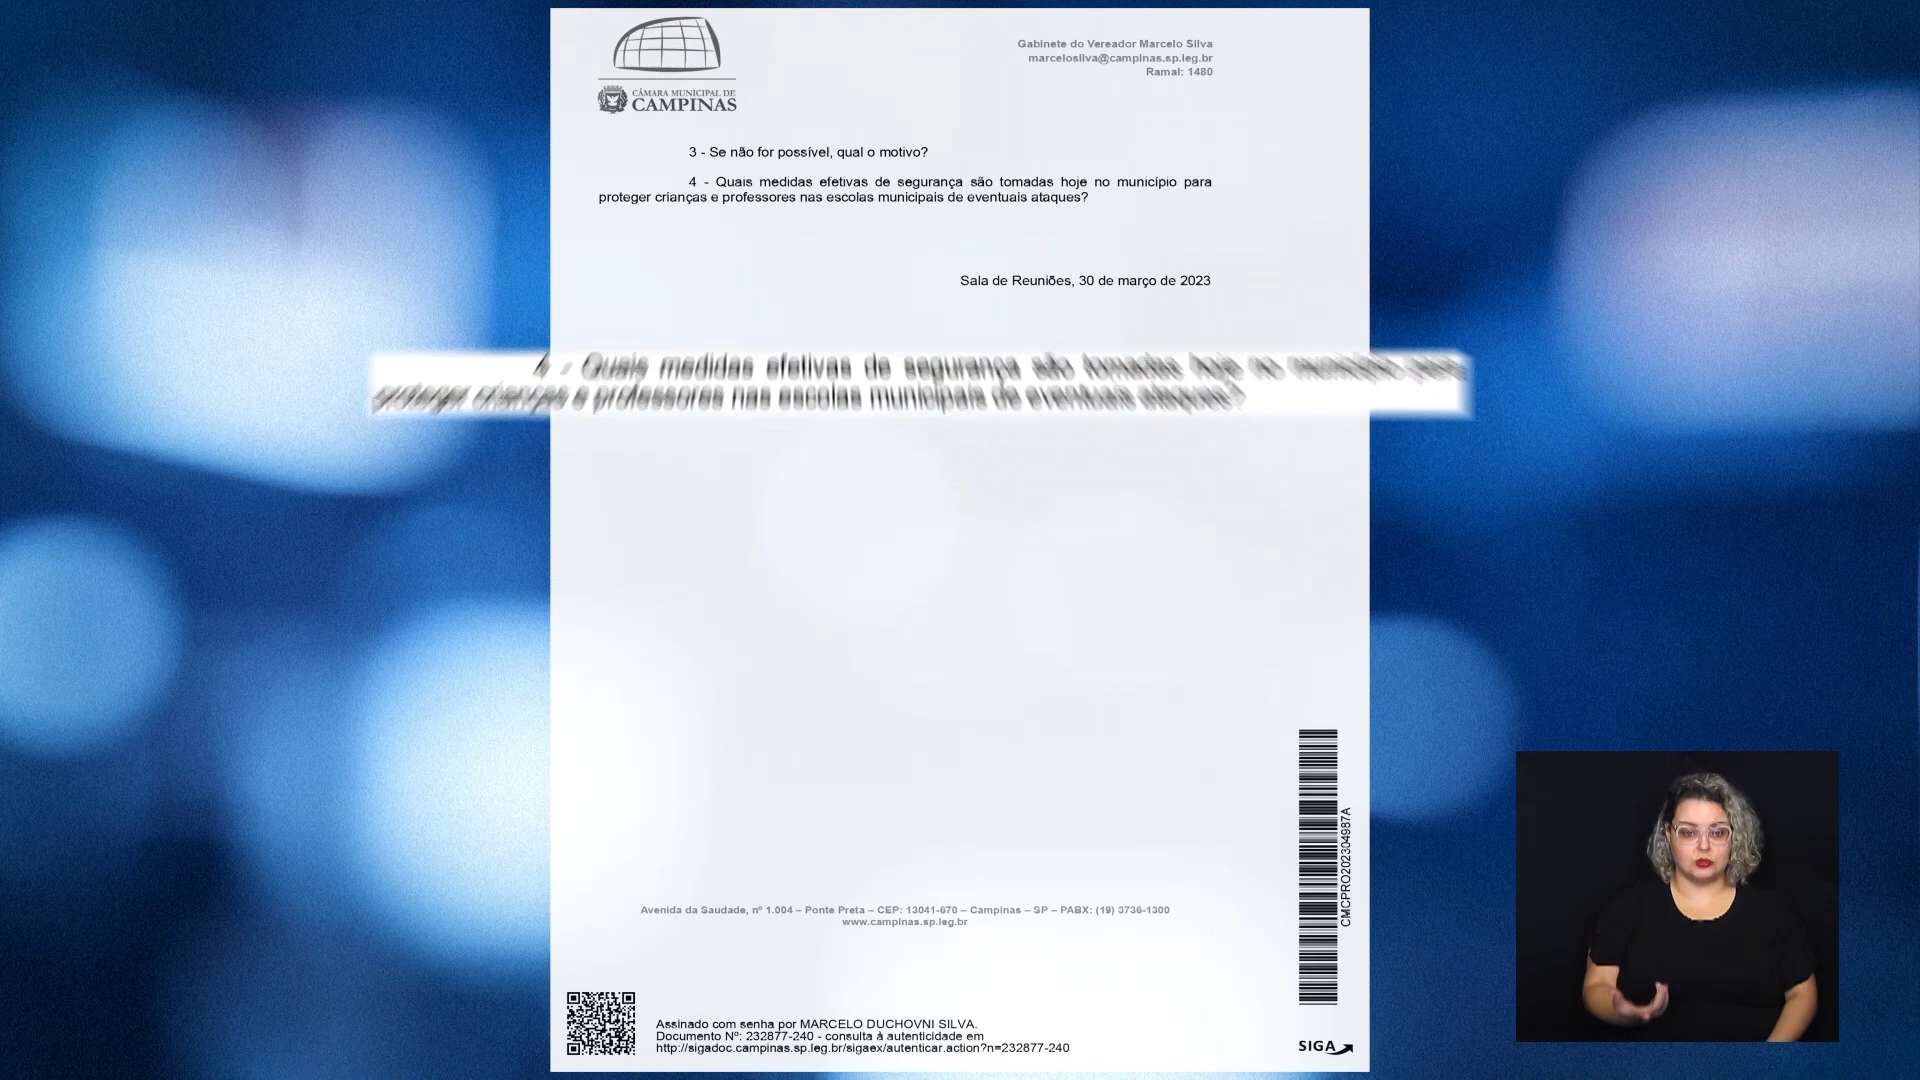 Gabinete do Vereador Marcelo Silva
marcelosilva@campinas.sp.leg.br
Ramal: 1480
CÂMARA MUNICIPAL DE
CAMPINAS
3 - Se não for possível, qual o motivo?
4 - Quais medidas efetivas de segurança são tomadas hoje no município para
proteger crianças e professores nas escolas municipais de eventuais ataques?
Sala de Reuniões, 30 de março de 2023
4 - Quais medidas efetivas de segurança são tomadas hoje no município para
proteger crianças e professores nas escolas municipais de eventuais ataques?
CMCPRO202304987A
Avenida da Saudade, nº 1.004 – Ponte Preta – CEP: 13041-670 – Campinas – SP – PABX: (19) 3736-1300
www.campinas.sp.leg.br
Assinado com senha por MARCELO DUCHOVNI SILVA.
Documento Nº: 232877-240 - consulta à autenticidade em
http://sigadoc.campinas.sp.leg.br/sigaex/autenticar.action?n=232877-240
SIGA